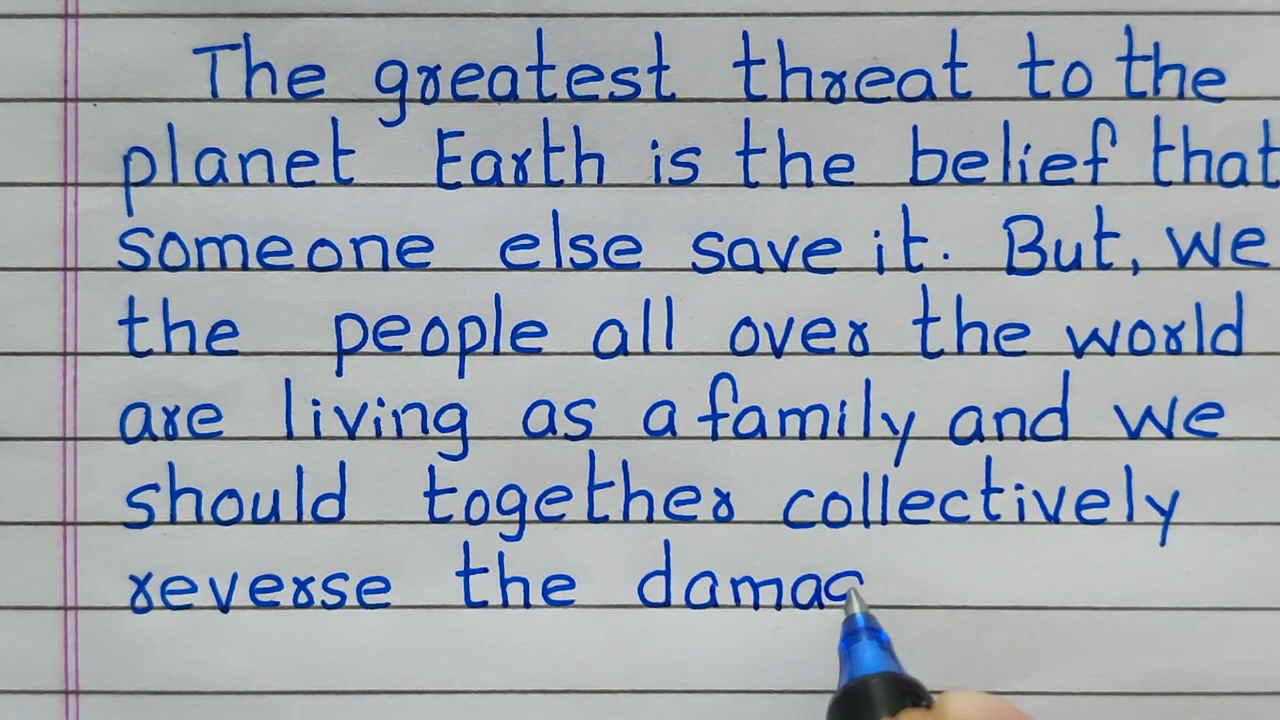 The greatest threat to the
planet Earth is the belief that
someone else save it. But, we
the people all over the world
are living as a family and we
should together collectively
reverse the dama